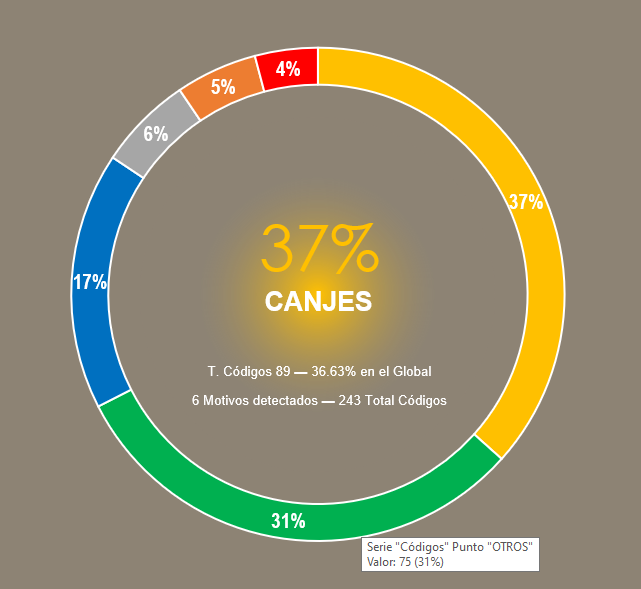 4%
5%
6%
37%
17%
37%
CANJES
T. Códigos 89 — 36.63% en el Global
6 Motivos detectados — 243 Total Códigos
31%
Serie "Códigos" Punto "OTROS"
Valor: 75 (31%)